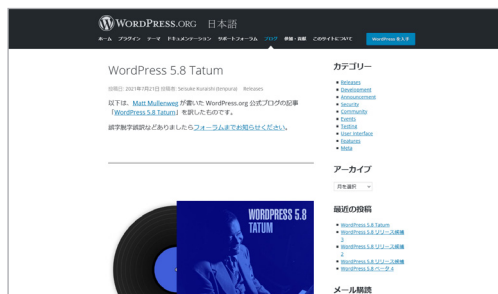 WORDPRESS.ORG 日本語
ホーム プラグイン テーマ ドキュメンテーション サポートフォーラム ブログ 参加・貢献 このサイトについて WordPress を入手
WordPress 5.8 Tatum
投稿日: 2021年7月21日 投稿者: Seisuke Kuraishi (tenpura) Releases
以下は、Matt Mullenweg が書いた WordPress.org 公式ブログの記事
「WordPress 5.8 Tatum」を訳したものです。
誤字脱字誤訳などありましたらフォーラムまでお知らせください。
WORDPRESS 5.8
TATUM
カテゴリー
Releases
Development
Announcement
Security
Community
Events
Testing
User Interface
Features
Meta
アーカイブ
月を選択
最近の投稿
WordPress 5.8 Tatum
WordPress 5.8 リリース候補
3
WordPress 5.8 リリース候補
2
WordPress 5.8 リリース候補
WordPress 5.8 ベータ 4
メール購読